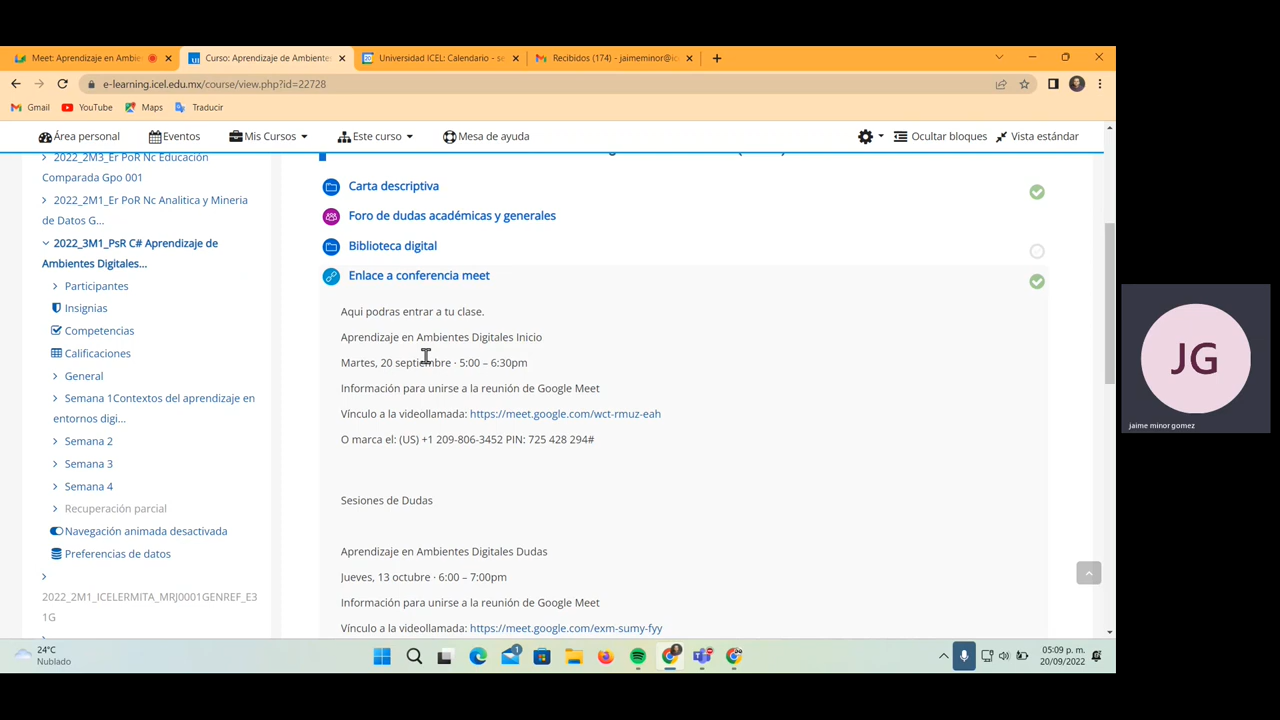 Meet: Aprendizaje en Ambie
Curso: Aprendizaje de Ambientes
Universidad ICEL: Calendario - se
Recibidos (174) - jaimeminor@ic
e-learning.icel.edu.mx/course/view.php?id=22728
Gmail
YouTube
Maps
Traducir
Área personal
Eventos
Mis Cursos
Este curso
Mesa de ayuda
Ocultar bloques
Vista estándar
2022_2M3_Er PoR Nc Educación
Comparada Gpo 001
2022_2M1_Er PoR Nc Analitica y Mineria
de Datos G...
2022_3M1_PsR C# Aprendizaje de
Ambientes Digitales...
Participantes
Insignias
Competencias
Calificaciones
General
Semana 1Contextos del aprendizaje en
entornos digi...
Semana 2
Semana 3
Semana 4
Recuperación parcial
Navegación animada desactivada
Preferencias de datos
2022_2M1_ICELERMITA_MRJ0001GENREF_E3
1G
Carta descriptiva
Foro de dudas académicas y generales
Biblioteca digital
Enlace a conferencia meet
Aqui podras entrar a tu clase.
Aprendizaje en Ambientes Digitales Inicio
Martes, 20 septiembre · 5:00 – 6:30pm
Información para unirse a la reunión de Google Meet
Vínculo a la videollamada: https://meet.google.com/wct-rmuz-eah
O marca el: (US) +1 209-806-3452 PIN: 725 428 294#
Sesiones de Dudas
Aprendizaje en Ambientes Digitales Dudas
Jueves, 13 octubre · 6:00 – 7:00pm
Información para unirse a la reunión de Google Meet
Vínculo a la videollamada: https://meet.google.com/exm-sumy-fyy
JG
jaime minor gomez
24°C
Nublado
05:09 p. m.
20/09/2022